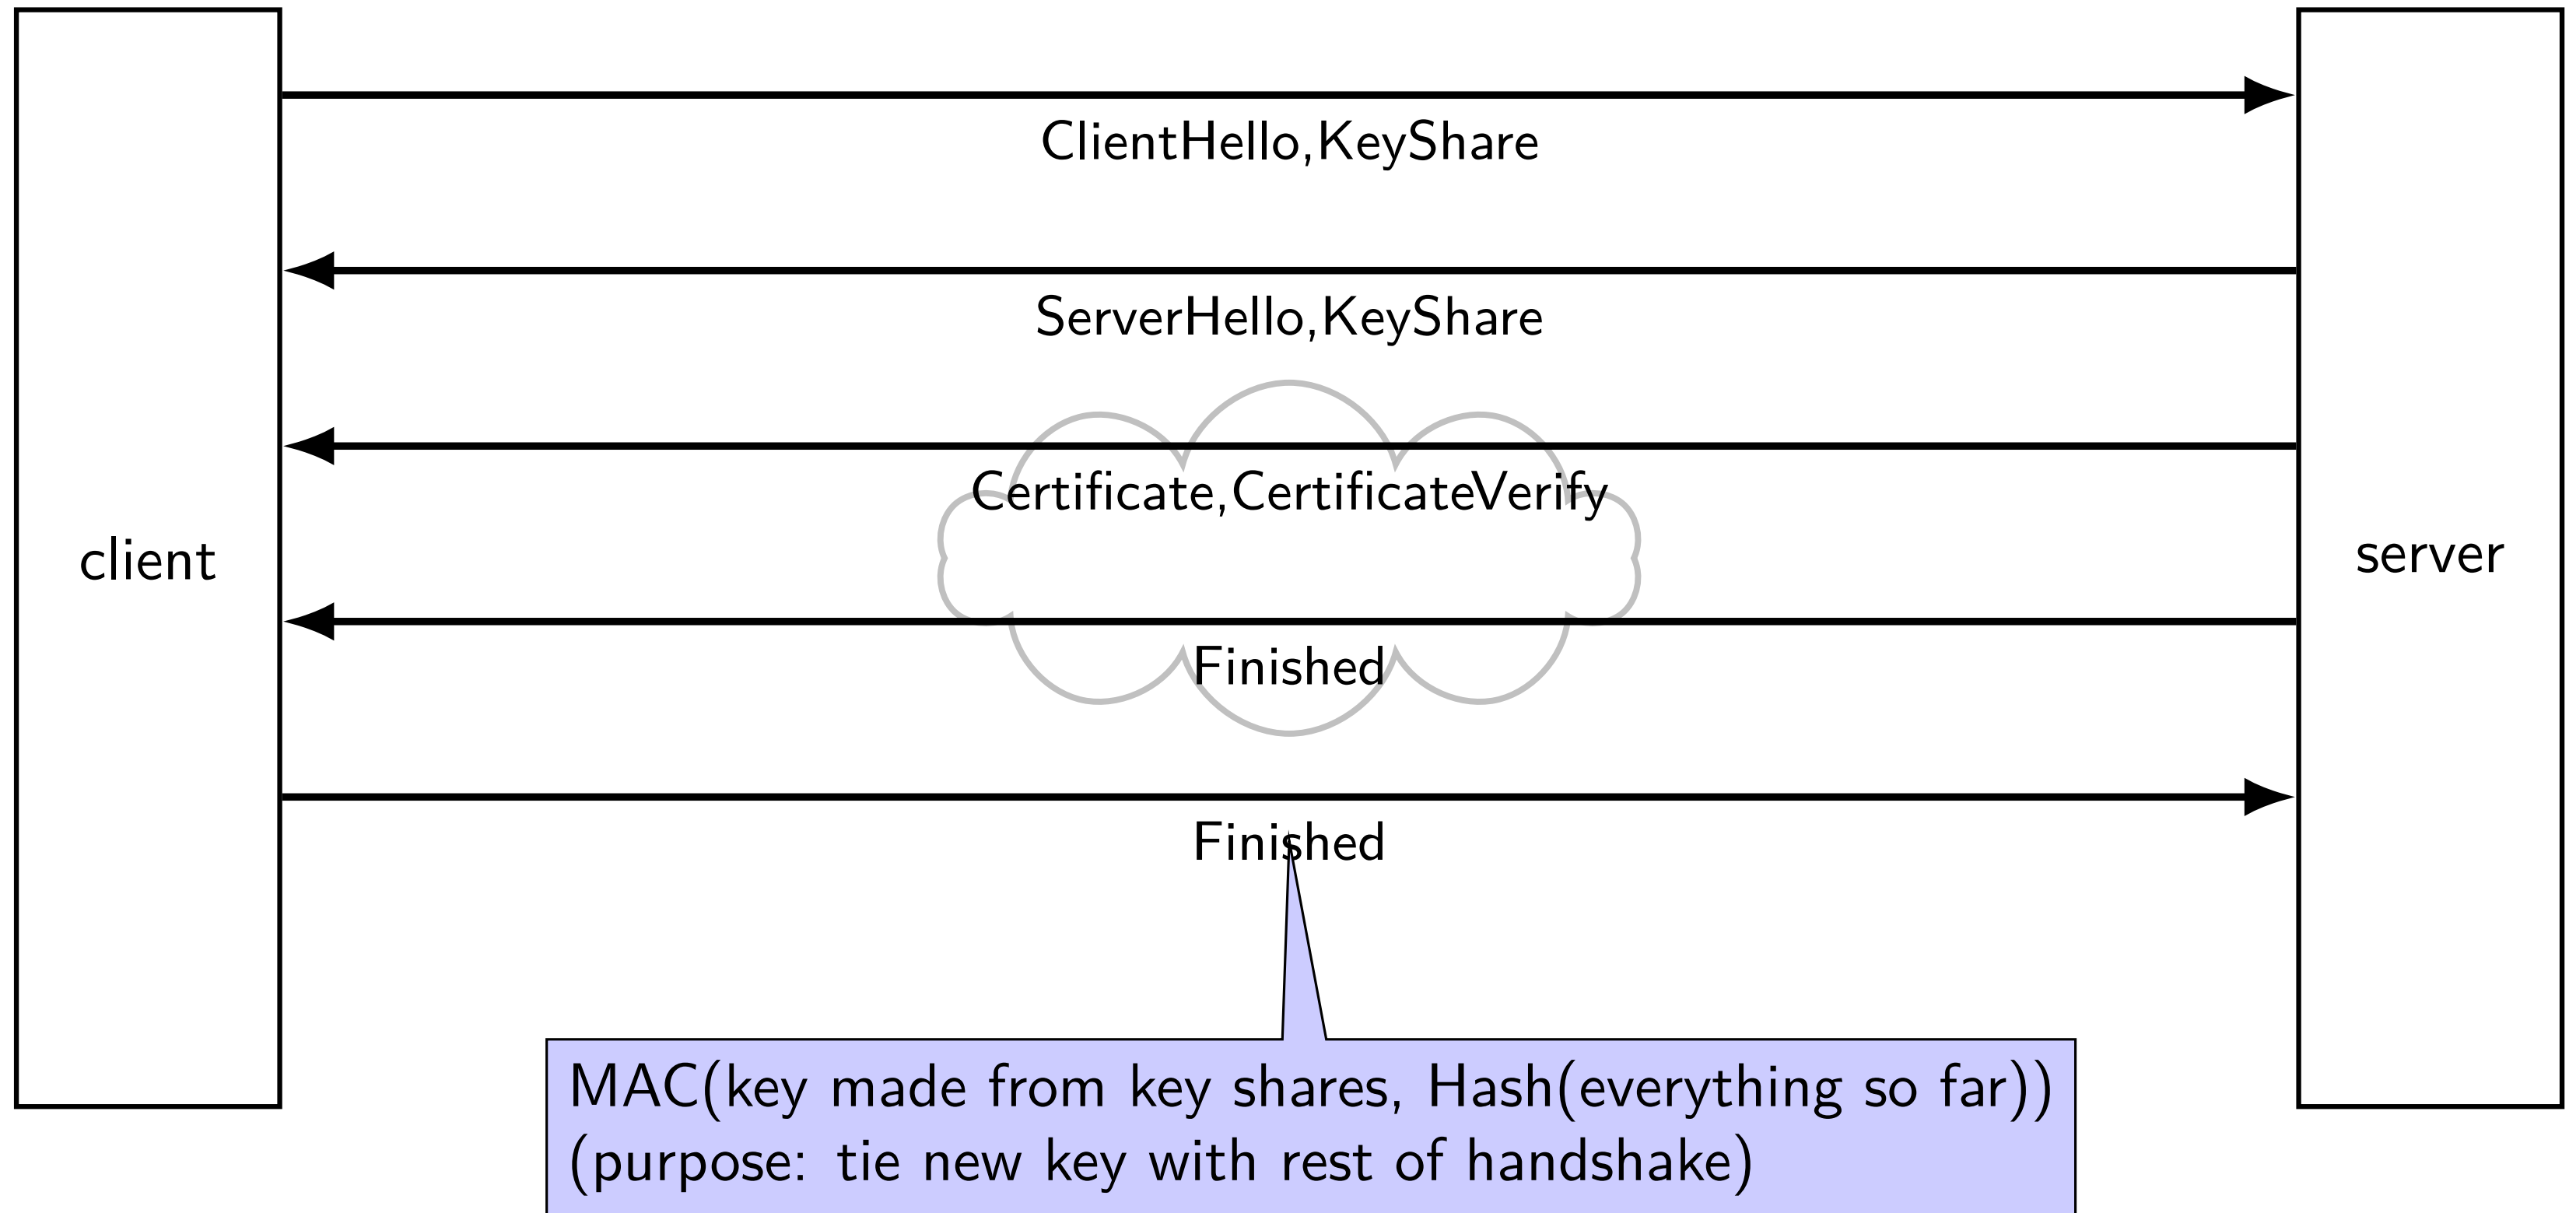 ClientHello,KeyShare
ServerHello,KeyShare
Certificate,CertificateVerify
client
server
Finished
Finished
MAC(key made from key shares, Hash(everything so far))
(purpose: tie new key with rest of handshake)